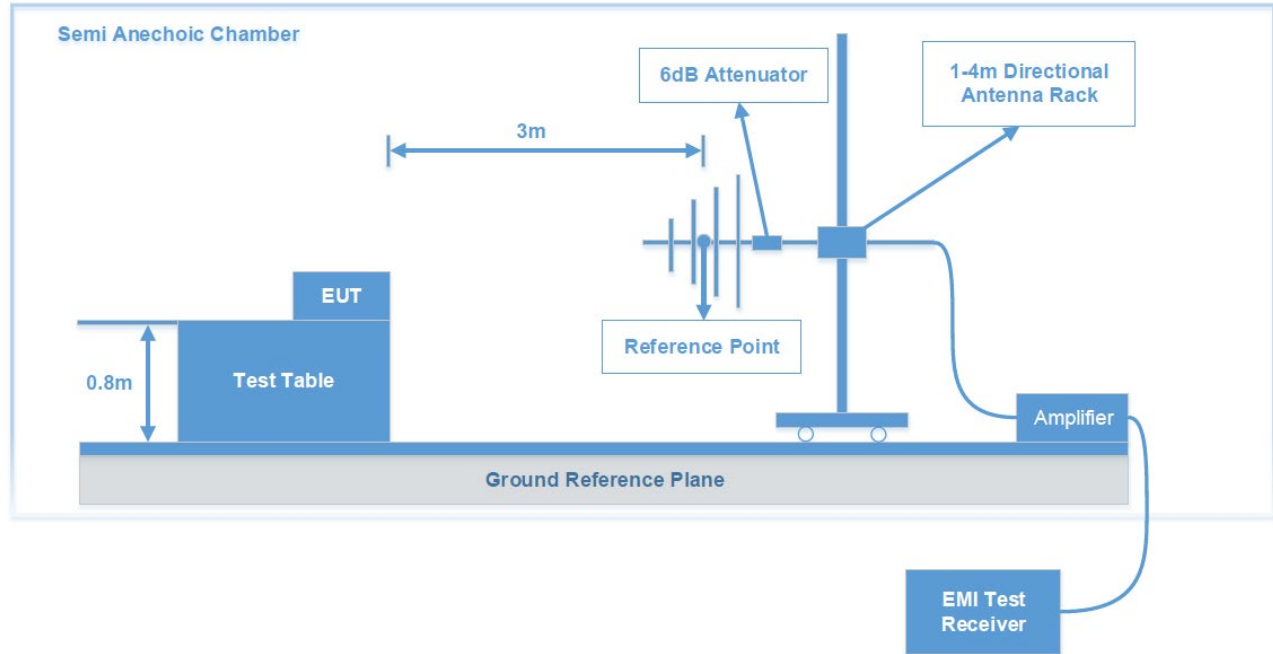 Semi Anechoic Chamber
6dB Attenuator
1-4m Directional
Antenna Rack
3m
EUT
Reference Point
0.8m
Test Table
Amplifier
Ground Reference Plane
EMI Test
Receiver